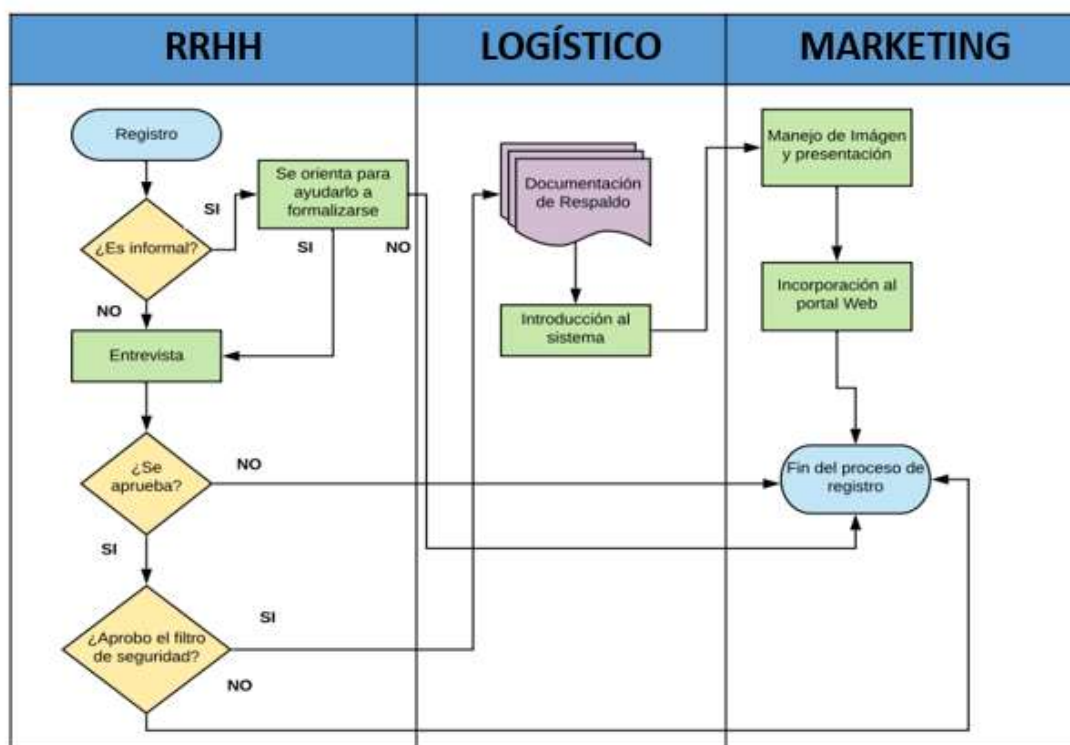 RRHH
LOGÍSTICO
MARKETING
Registro
¿Es informal?
SI
NO
Se orienta para
ayudarlo a
formalizarse
SI
NO
Entrevista
¿Se
aprueba?
NO
SI
¿Aprobo el filtro
de seguridad?
SI
NO
Documentación
de Respaldo
Introducción al
sistema
Manejo de Imágen
y presentación
Incorporación al
portal Web
Fin del proceso de
registro